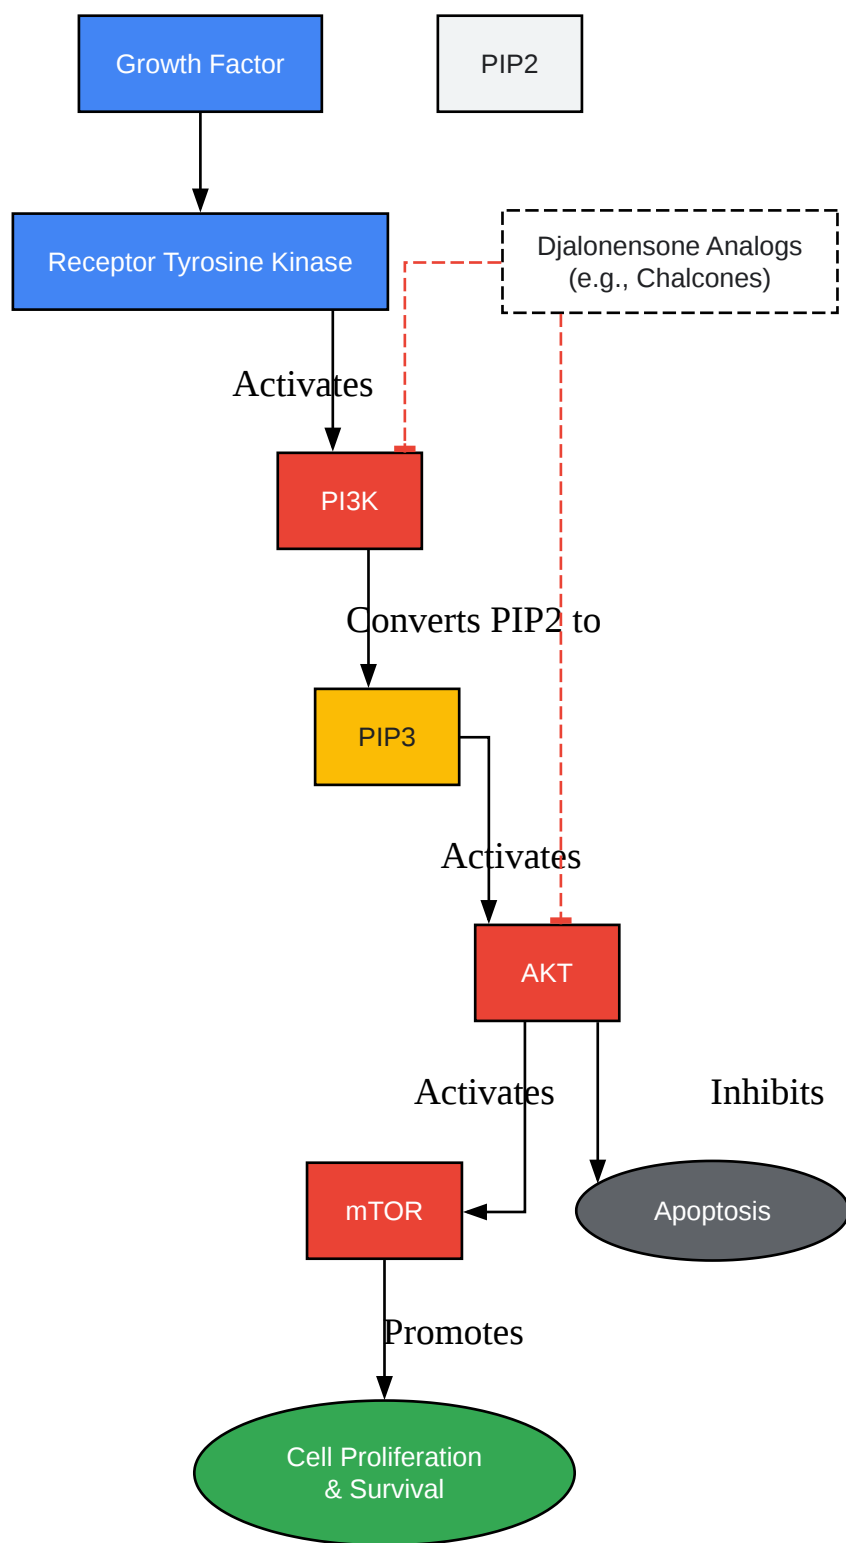 Growth Factor
PIP2
Receptor Tyrosine Kinase
Djalonensone Analogs
(e.g., Chalcones)
Activates
PI3K
Converts PIP2 to
PIP3
Activates
AKT
Activates
Inhibits
mTOR
Apoptosis
Promotes
Cell Proliferation
& Survival